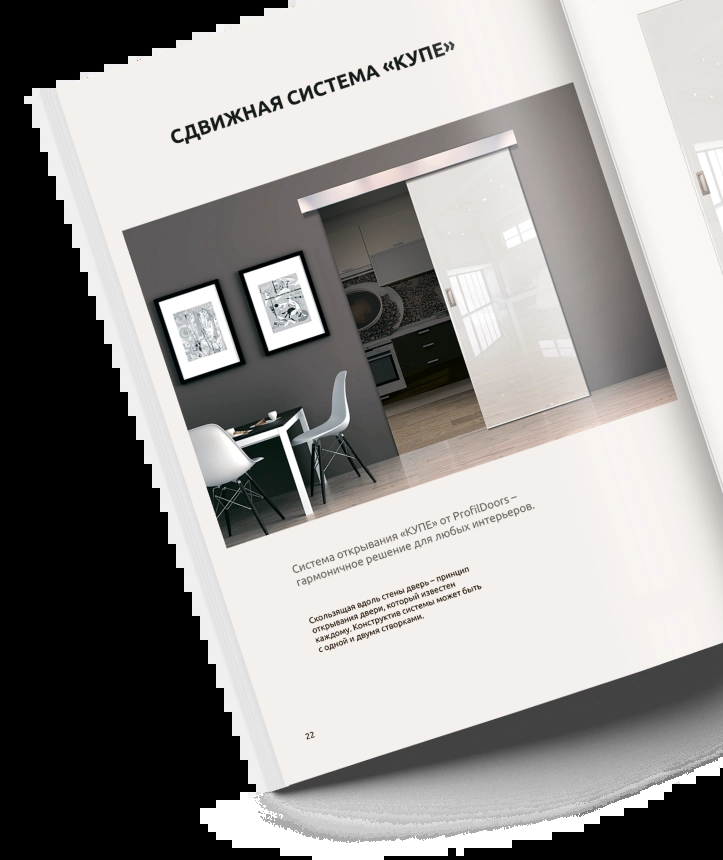 СДВИЖНАЯ СИСТЕМА «КУПЕ»
Система открывания «КУПЕ» от ProfilDoors –
гармоничное решение для любых интерьеров.
Скользящая вдоль стены дверь – принцип
открывания двери, который известен
каждому. Конструктив системы может быть
с одной и двумя створками.
22